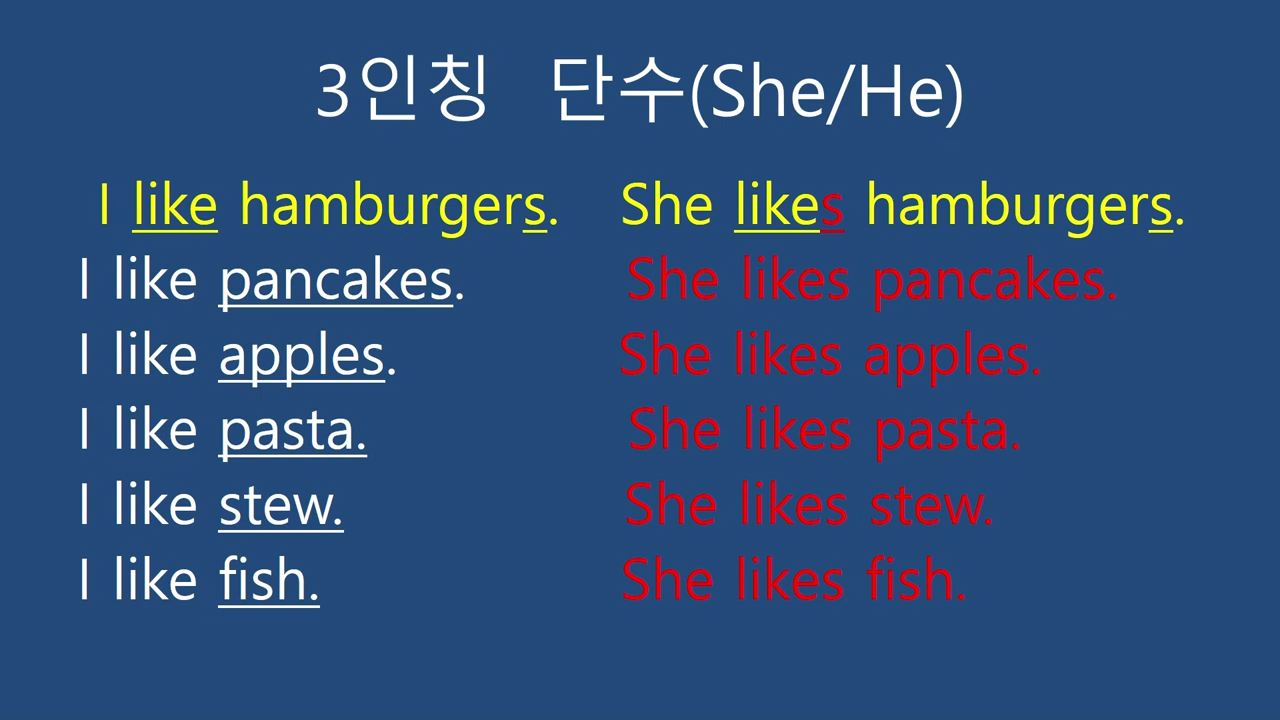 3인칭 단수(She/He)
I like hamburgers. She likes hamburgers.
I like pancakes. She likes pancakes.
I like apples. She likes apples.
I like pasta. She likes pasta.
I like stew. She likes stew.
I like fish. She likes fish.